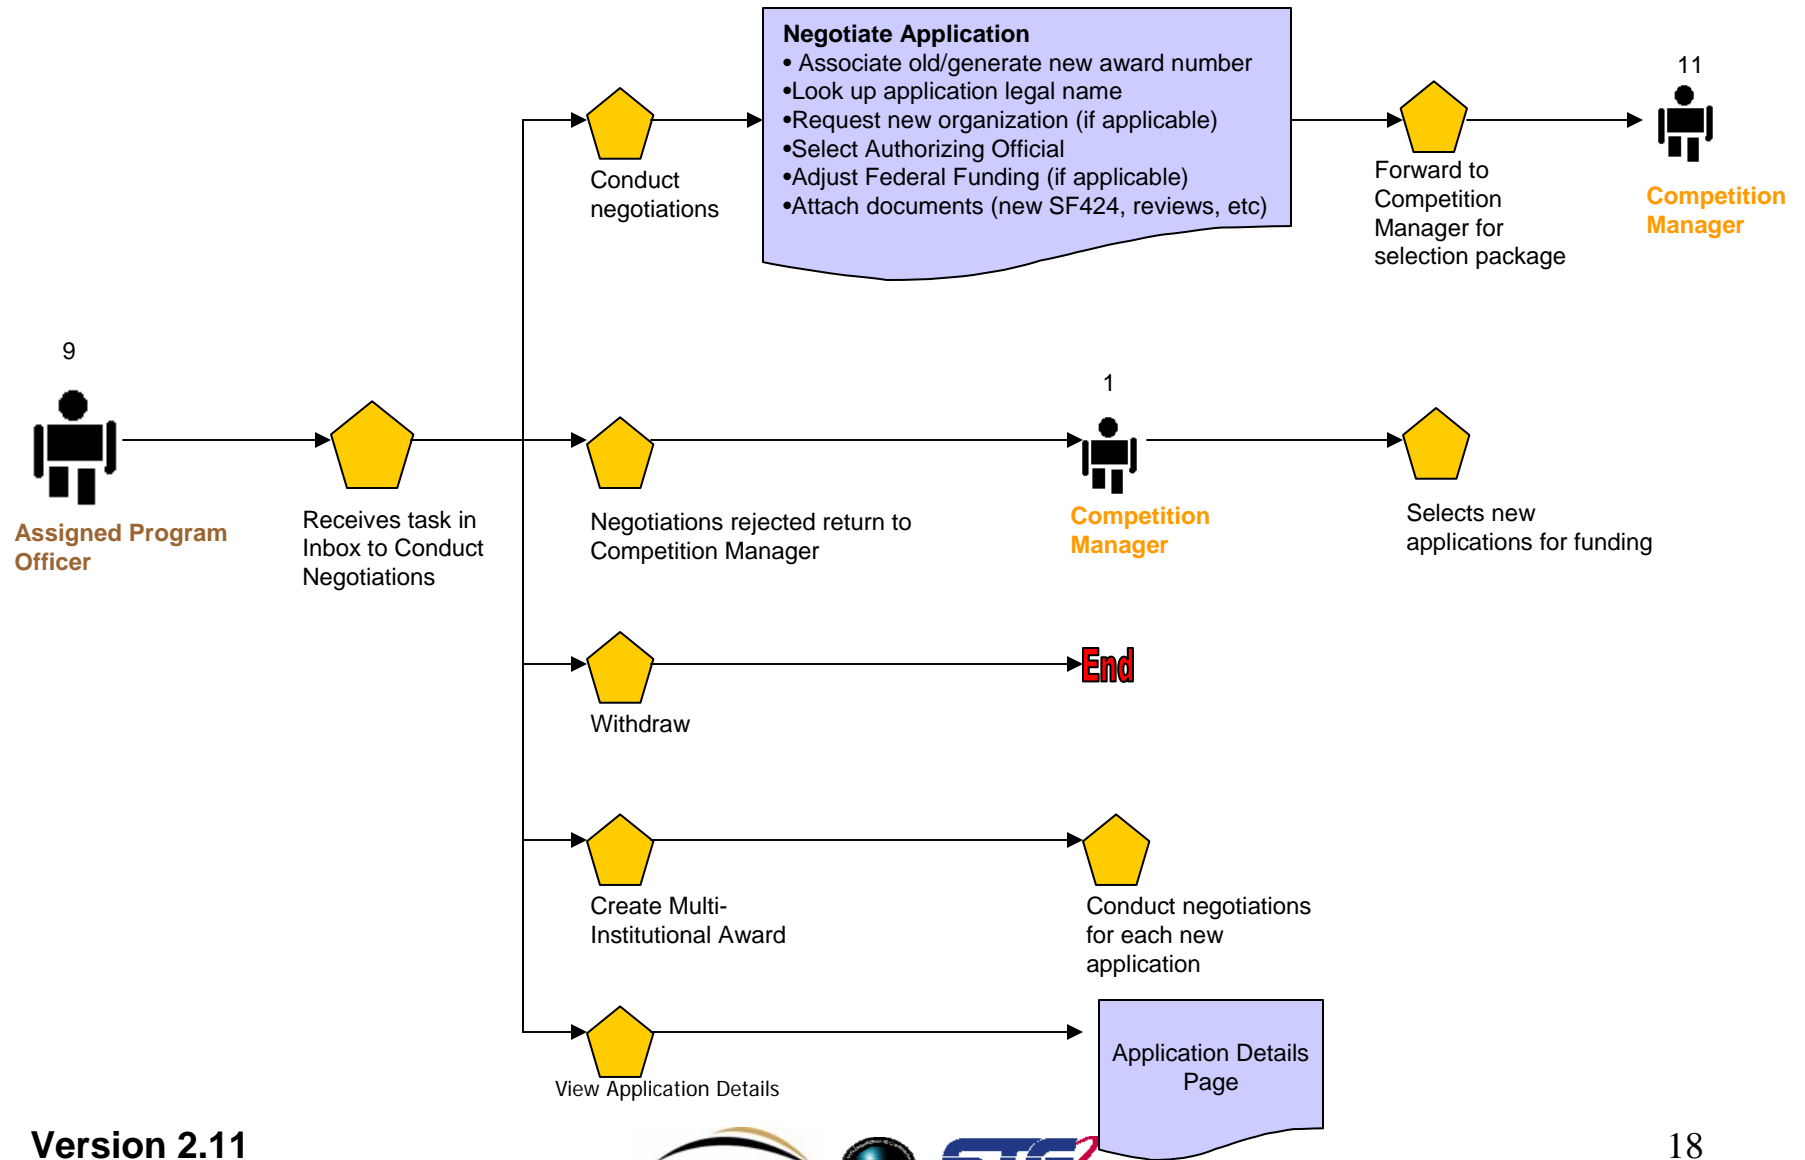 Negotiate Application
• Associate old/generate new award number
•Look up application legal name
•Request new organization (if applicable)
•Select Authorizing Official
•Adjust Federal Funding (if applicable)
•Attach documents (new SF424, reviews, etc)
Conduct
negotiations
Forward to
Competition
Manager for
selection package
11
Competition
Manager
9
Assigned Program
Officer
Receives task in
Inbox to Conduct
Negotiations
Negotiations rejected return to
Competition Manager
1
Competition
Manager
Selects new
applications for funding
Withdraw
End
Create Multi-
Institutional Award
Conduct negotiations
for each new
application
View Application Details
Application Details
Page
Version 2.11
18